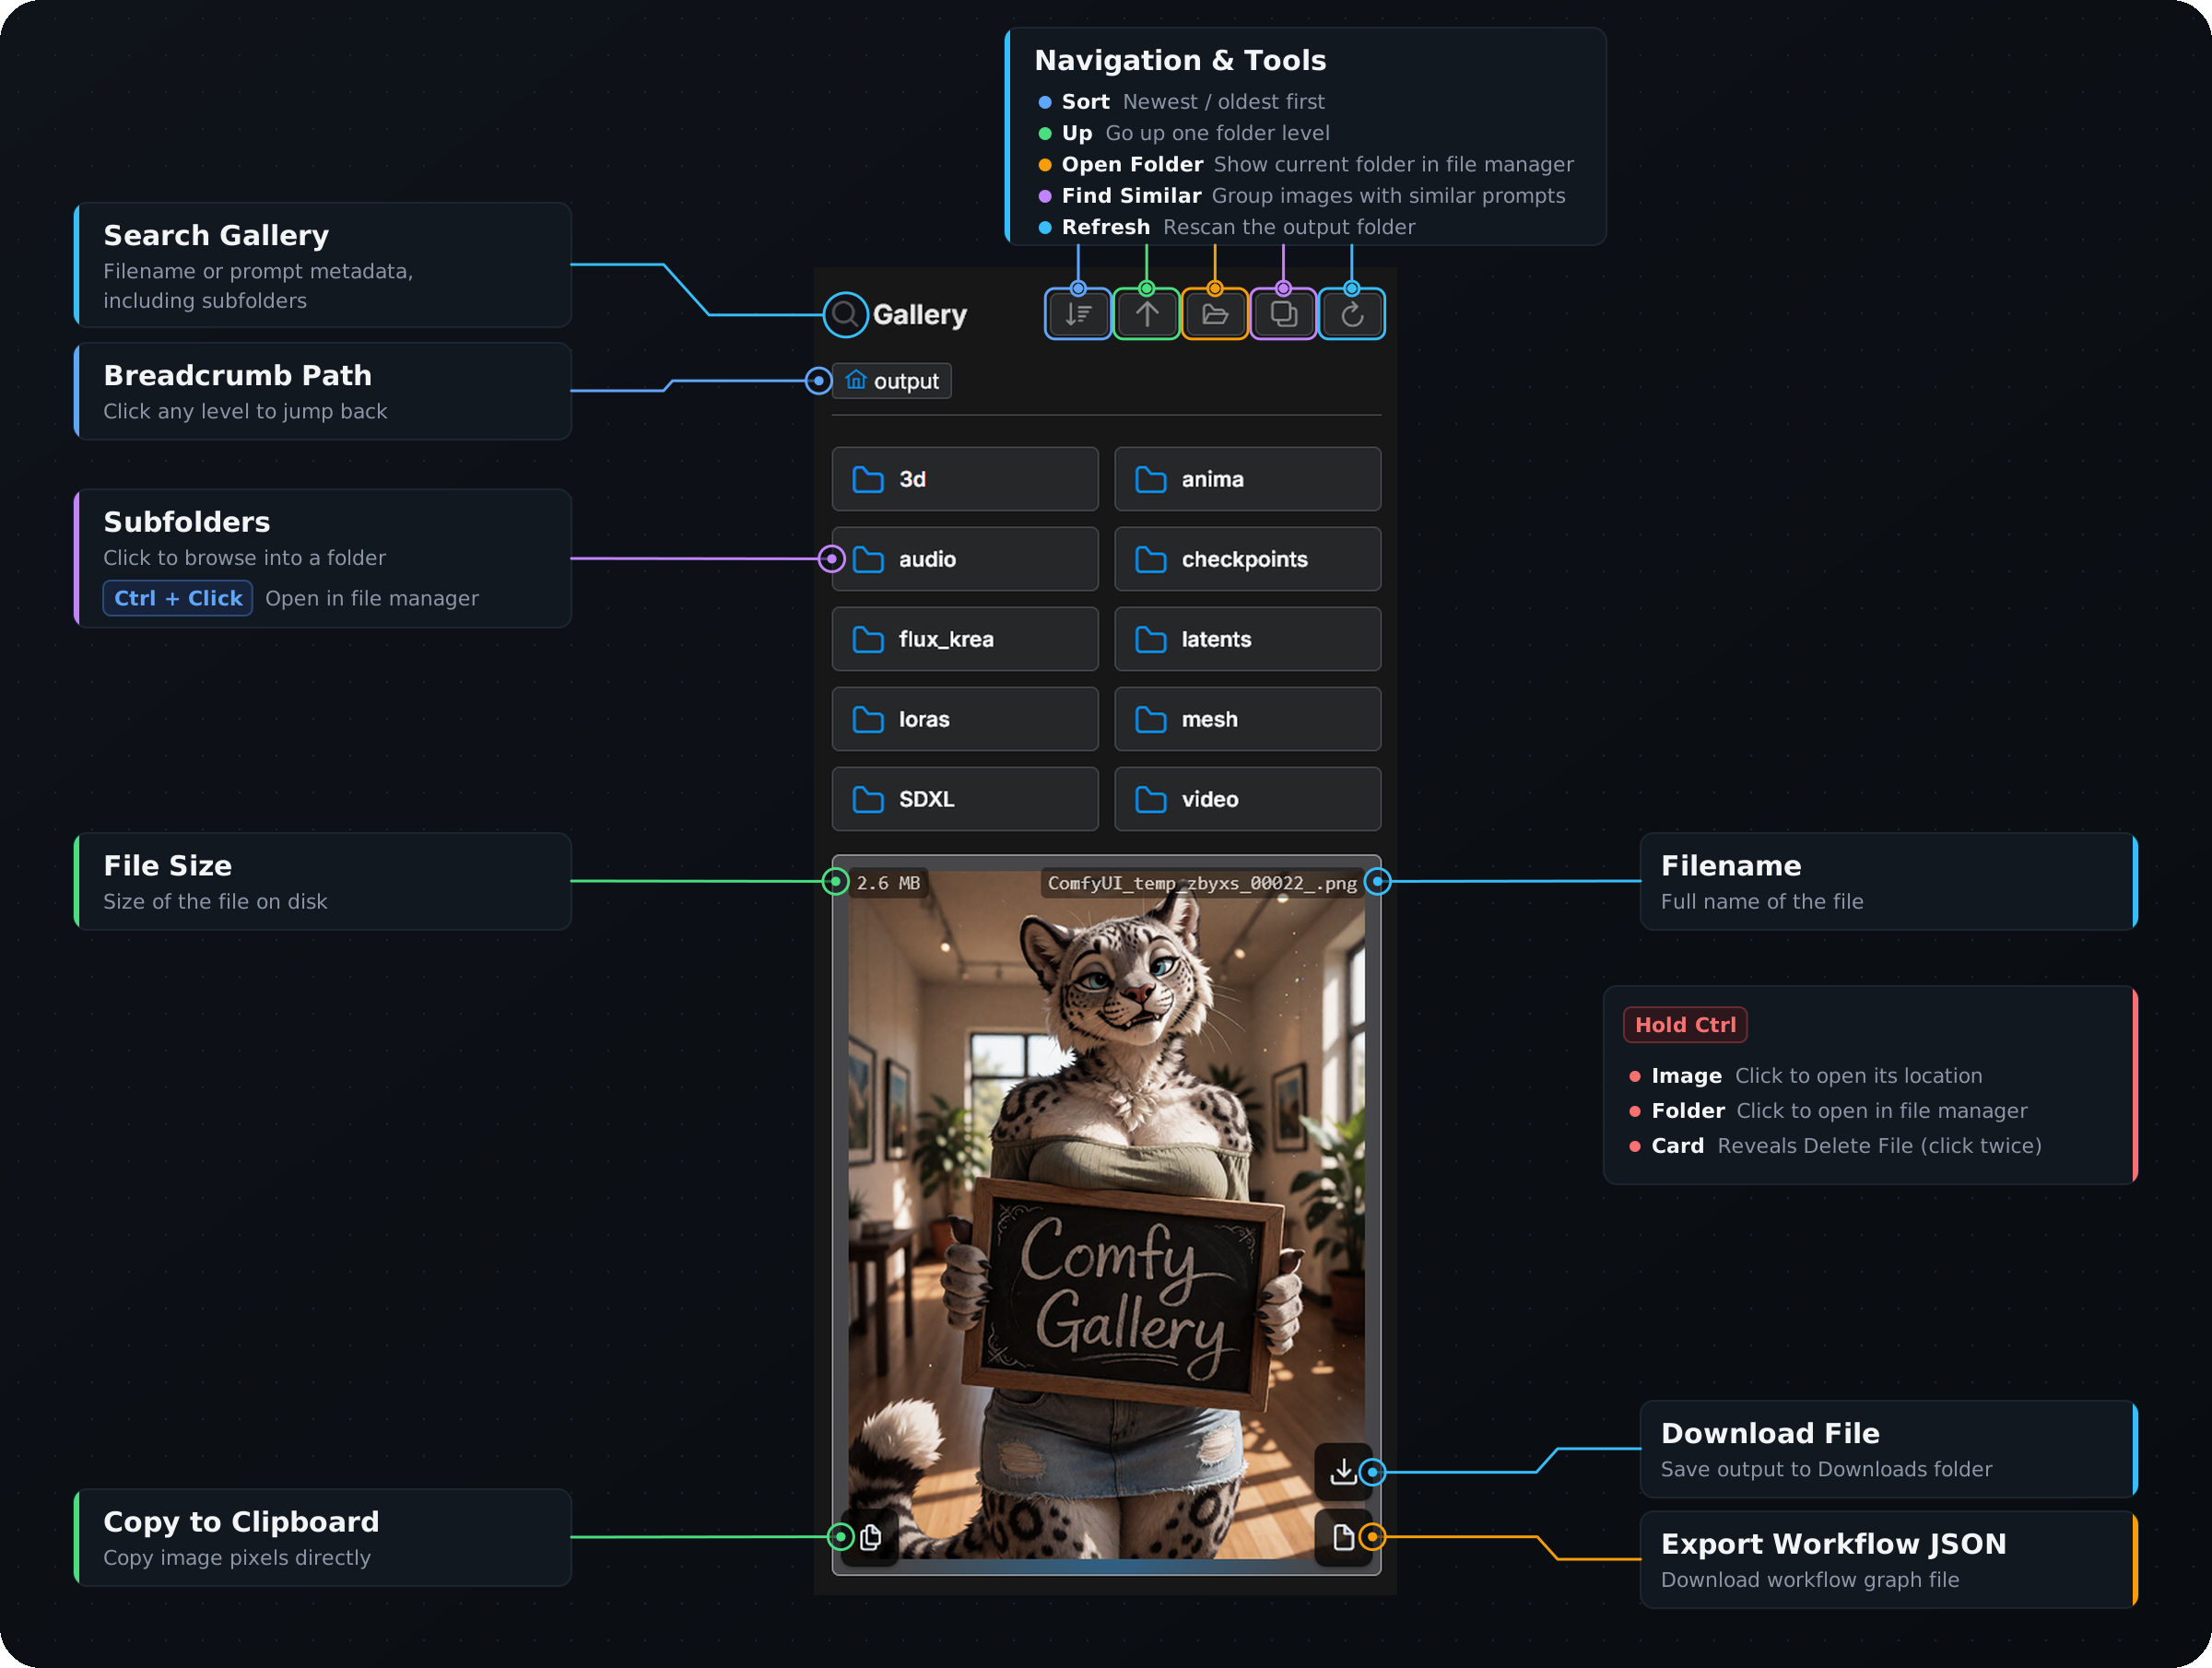 Navigation & Tools
Sort Newest / oldest first
Up Go up one folder level
Open Folder Show current folder in file manager
Find Similar Group images with similar prompts
Refresh Rescan the output folder
Search Gallery
Filename or prompt metadata,
including subfolders
Gallery
Breadcrumb Path
Click any level to jump back
output
Subfolders
Click to browse into a folder
Ctrl + Click Open in file manager
3d
anima
audio
checkpoints
flux_krea
latents
loras
mesh
SDXL
video
File Size
Size of the file on disk
2.6 MB
ComfyUI_temp_zbyxs_00022_.png
Filename
Full name of the file
Hold Ctrl
Image Click to open its location
Folder Click to open in file manager
Card Reveals Delete File (click twice)
Comfy
Gallery
Download File
Save output to Downloads folder
Copy to Clipboard
Copy image pixels directly
Export Workflow JSON
Download workflow graph file